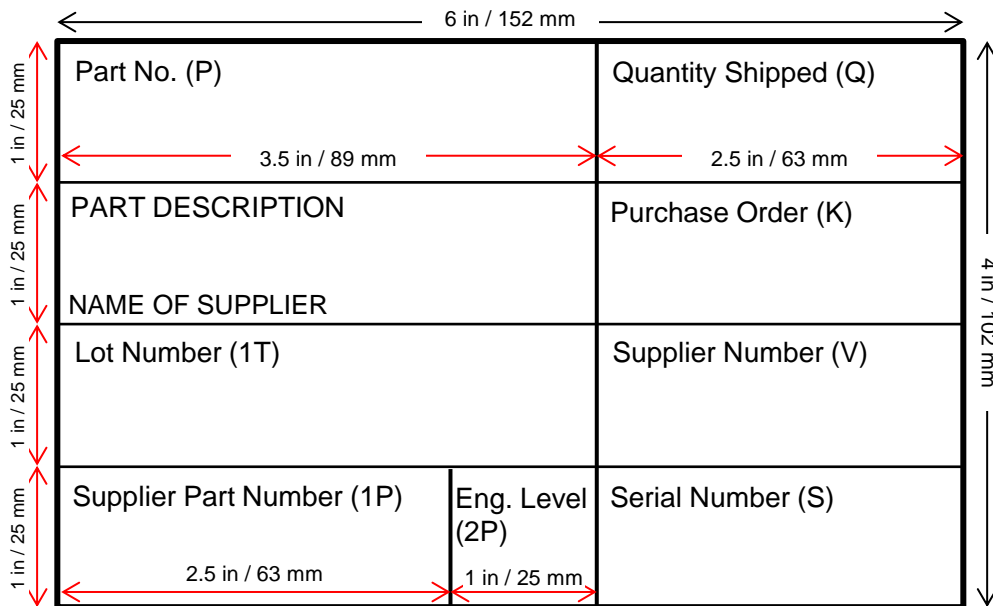 6 in / 152 mm
1 in / 25 mm
Part No. (P)
Quantity Shipped (Q)
3.5 in / 89 mm
2.5 in / 63 mm
1 in / 25 mm
PART DESCRIPTION
NAME OF SUPPLIER
Purchase Order (K)
4 in / 102 mm
1 in / 25 mm
Lot Number (1T)
Supplier Number (V)
1 in / 25 mm
Supplier Part Number (1P)
Eng. Level
(2P)
Serial Number (S)
2.5 in / 63 mm
1 in / 25 mm